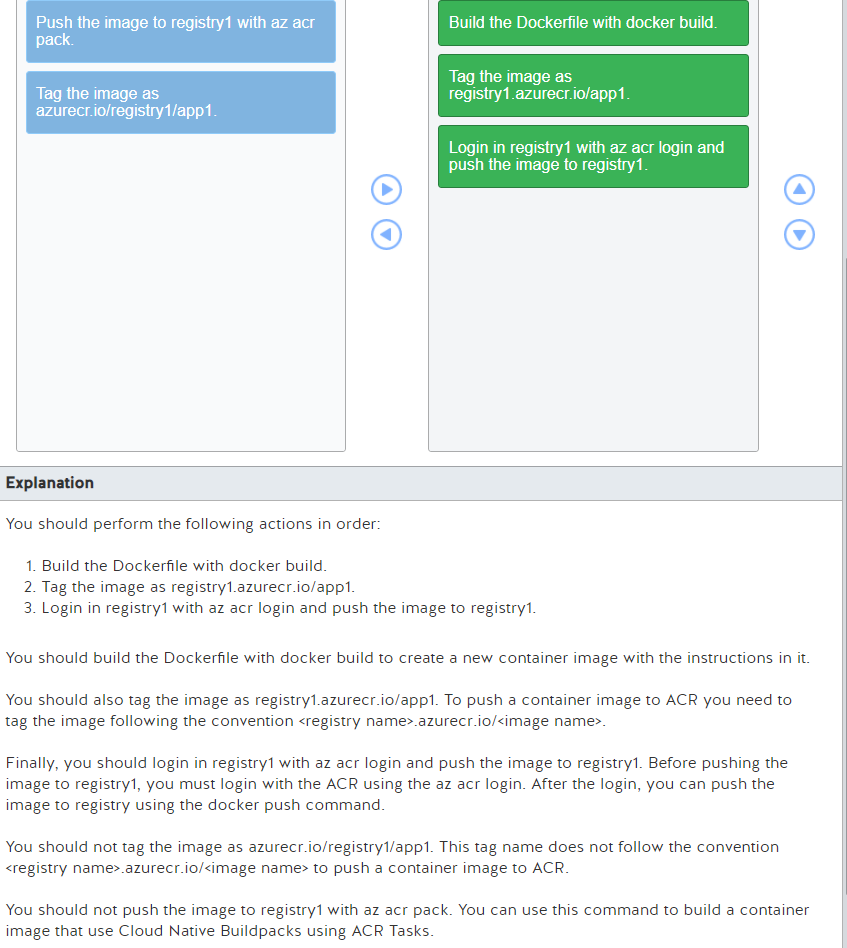 Push the image to registry1 with az acr
pack.
Tag the image as
azurecr.io/registry1/app1.
Build the Dockerfile with docker build.
Tag the image as
registry1.azurecr.io/app1.
Login in registry1 with az acr login and
push the image to registry1.
Explanation
You should perform the following actions in order:
1. Build the Dockerfile with docker build.
2. Tag the image as registry1.azurecr.io/app1.
3. Login in registry1 with az acr login and push the image to registry1.
You should build the Dockerfile with docker build to create a new container image with the instructions in it.
You should also tag the image as registry1.azurecr.io/app1. To push a container image to ACR you need to
tag the image following the convention <registry name>.azurecr.io/<image name>.
Finally, you should login in registry1 with az acr login and push the image to registry1. Before pushing the
image to registry1, you must login with the ACR using the az acr login. After the login, you can push the
image to registry using the docker push command.
You should not tag the image as azurecr.io/registry1/app1. This tag name does not follow the convention
<registry name>.azurecr.io/<image name> to push a container image to ACR.
You should not push the image to registry1 with az acr pack. You can use this command to build a container
image that use Cloud Native Buildpacks using ACR Tasks.